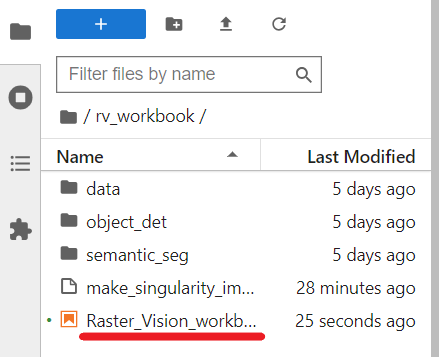 Filter files by name
/ rv_workbook /
Name Last Modified
data 5 days ago
object_det 5 days ago
semantic_seg 5 days ago
make_singularity_im... 28 minutes ago
Raster_Vision_workb... 25 seconds ago